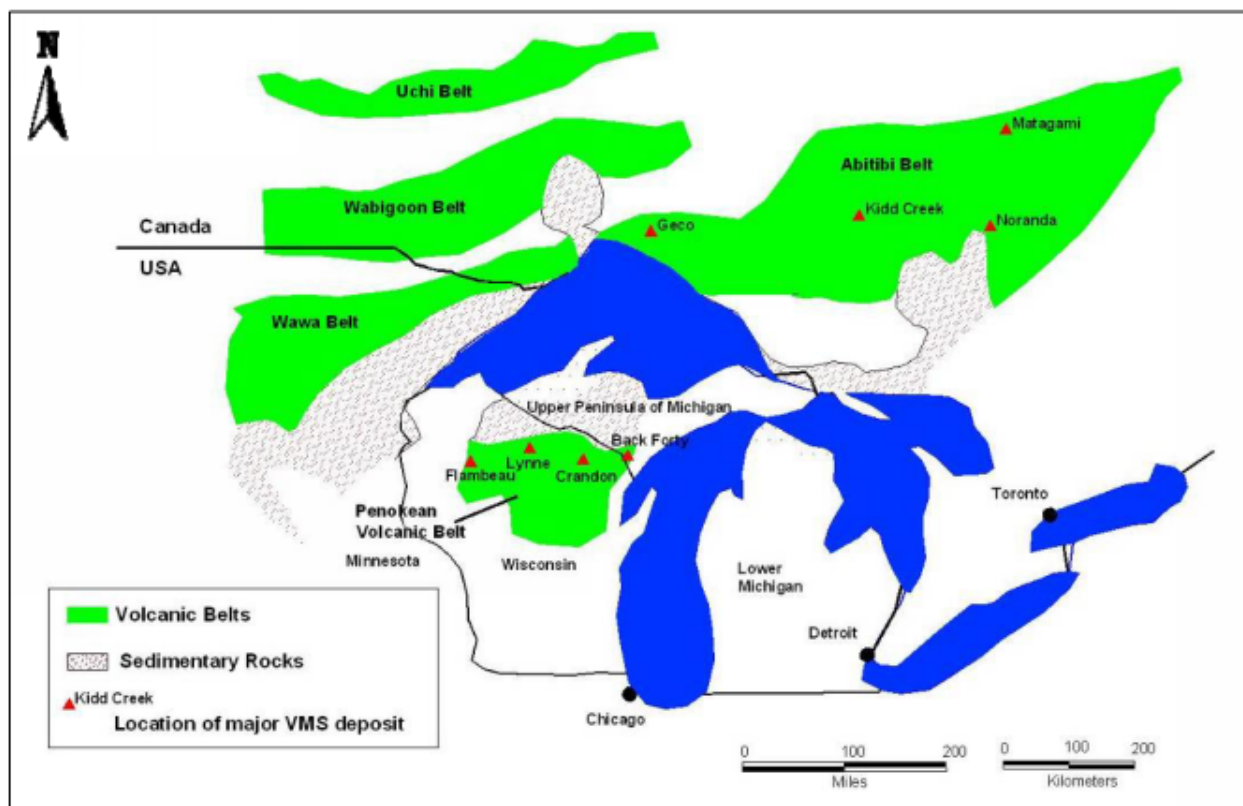 N
Uchi Belt
Matagami
Abitibi Belt
Wabigoon Belt
Kidd Creek
Geco
Noranda
Canada
USA
Wawa Belt
Upper Peninsula of Michigan
Back Forty
Lynne
Flambeau
Crandon
Toronto
Penokean
Volcanic Belt
Minnesota
Wisconsin
Lower
Michigan
Volcanic Belts
Detroit
Sedimentary Rocks
Kidd Creek
Location of major VMS deposit
Chicago
0 100 200
Miles
0 100 200
Kilometers